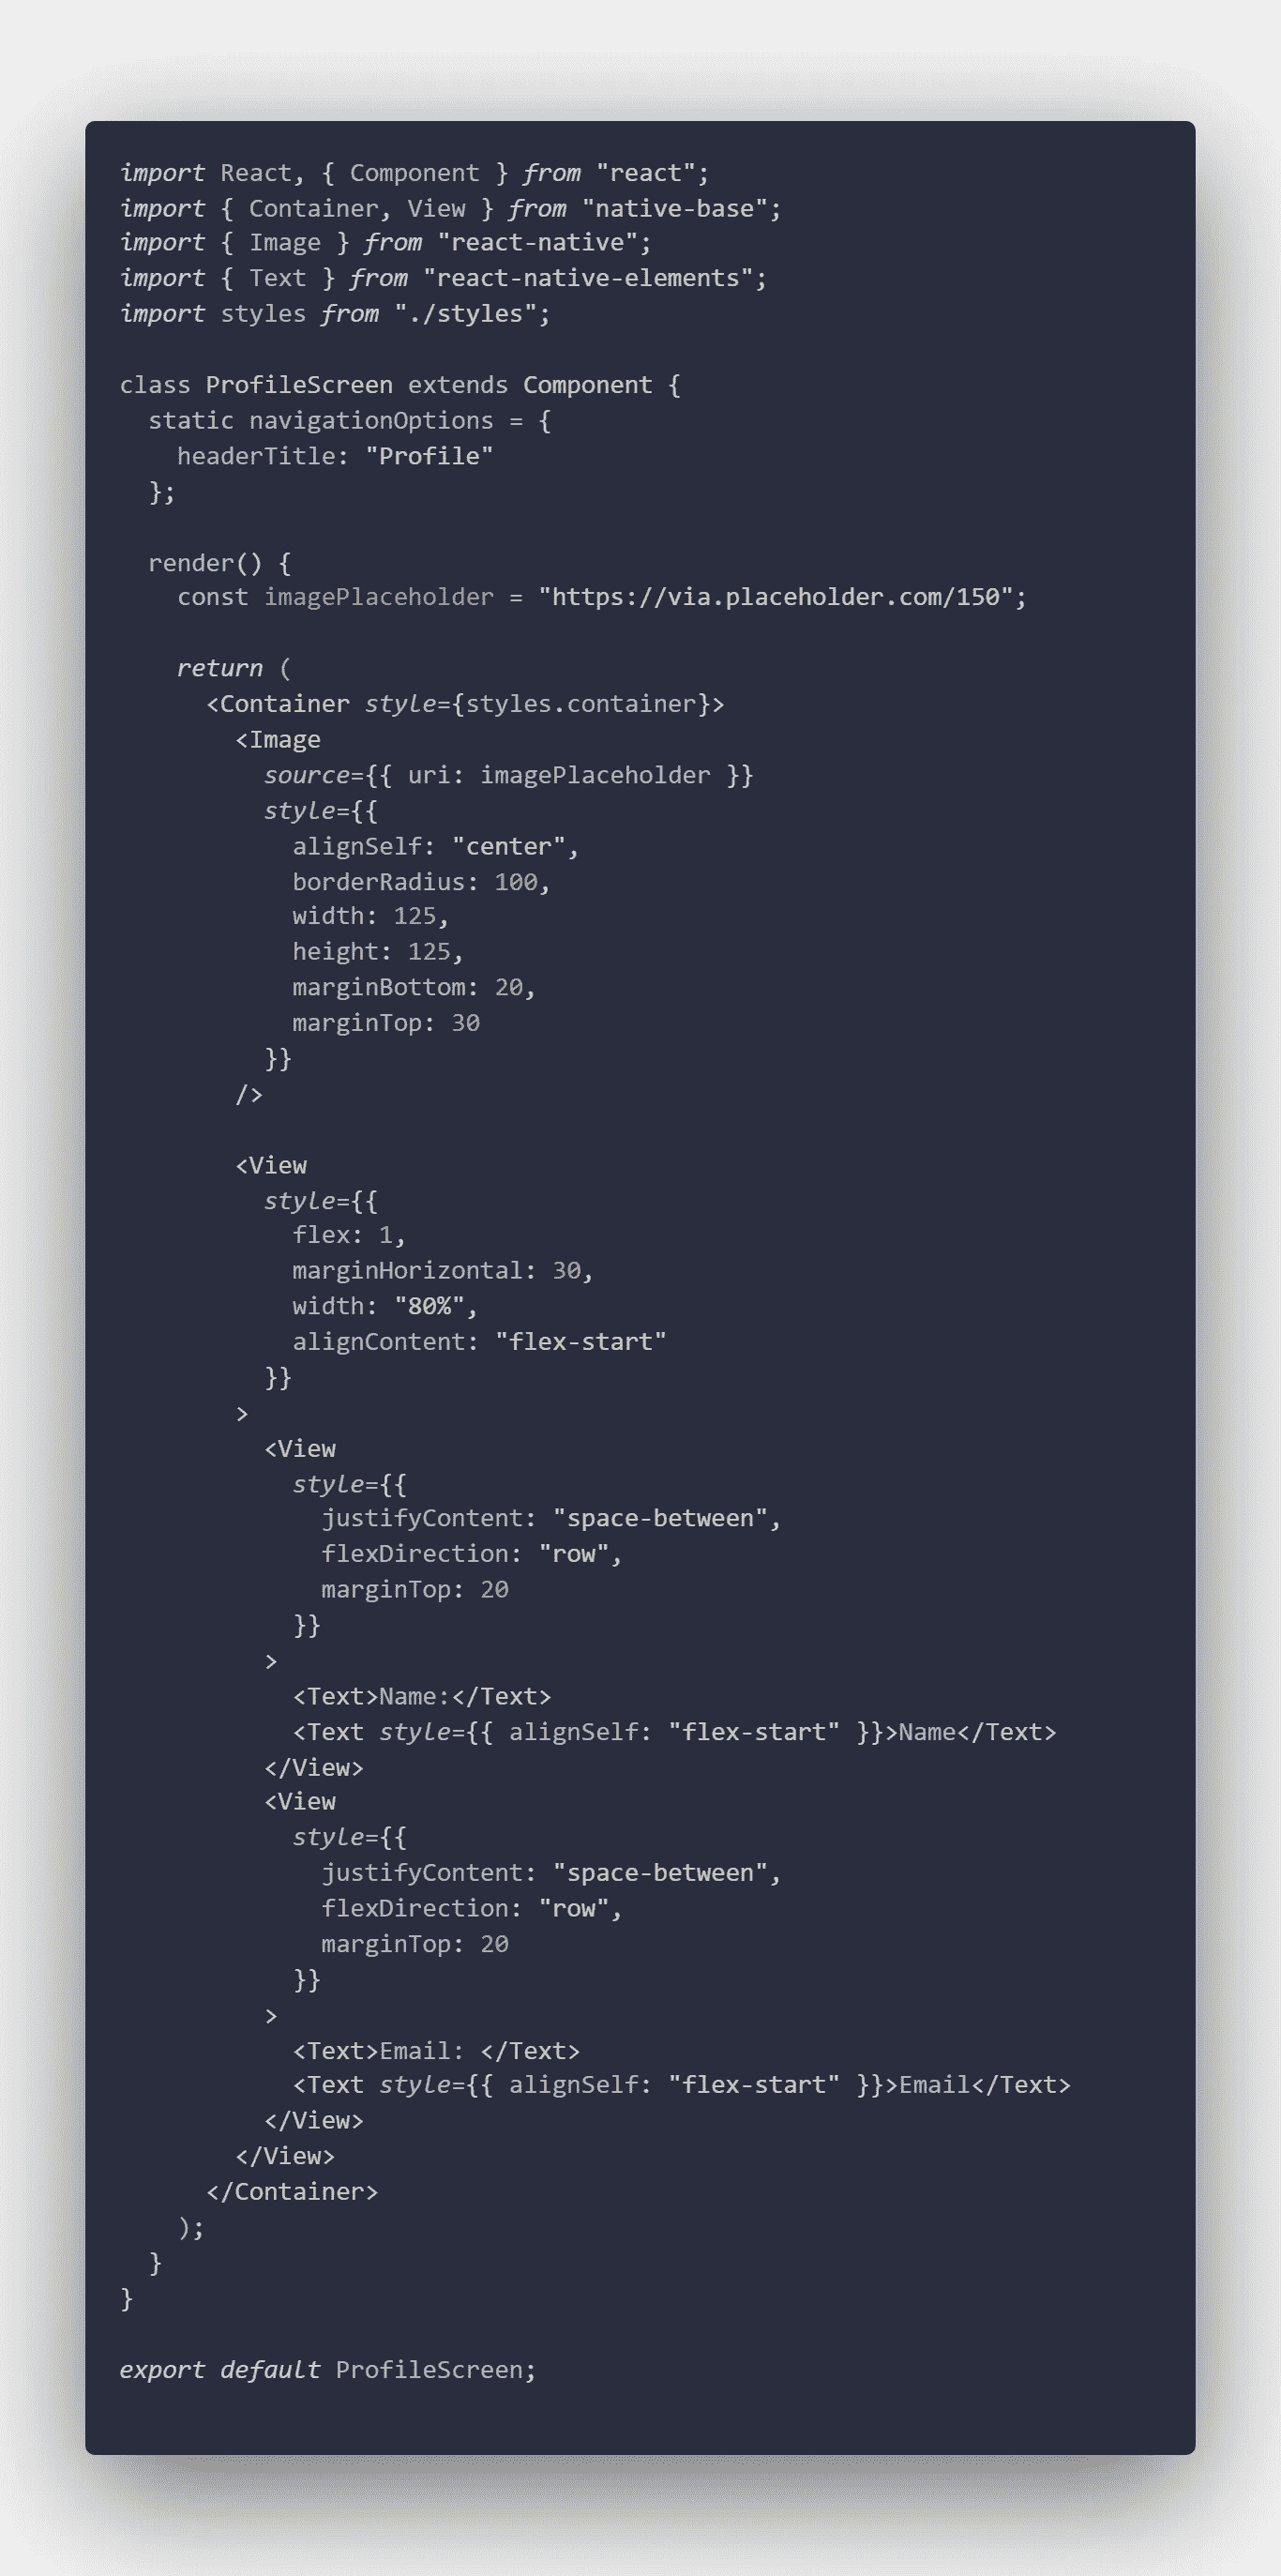 import React, { Component } from "react";
import { Container, View } from "native-base";
import { Image } from "react-native";
import { Text } from "react-native-elements";
import styles from "./styles";

class ProfileScreen extends Component {
  static navigationOptions = {
    headerTitle: "Profile"
  };

  render() {
    const imagePlaceholder = "https://via.placeholder.com/150";

    return (
      <Container style={styles.container}>
        <Image
          source={{ uri: imagePlaceholder }}
          style={{
            alignSelf: "center",
            borderRadius: 100,
            width: 125,
            height: 125,
            marginBottom: 20,
            marginTop: 30
          }}
        />

        <View
          style={{
            flex: 1,
            marginHorizontal: 30,
            width: "80%",
            alignContent: "flex-start"
          }}
        >
          <View
            style={{
              justifyContent: "space-between",
              flexDirection: "row",
              marginTop: 20
            }}
          >
            <Text>Name:</Text>
            <Text style={{ alignSelf: "flex-start" }}>Name</Text>
          </View>
          <View
            style={{
              justifyContent: "space-between",
              flexDirection: "row",
              marginTop: 20
            }}
          >
            <Text>Email: </Text>
            <Text style={{ alignSelf: "flex-start" }}>Email</Text>
          </View>
        </View>
      </Container>
    );
  }
}

export default ProfileScreen;